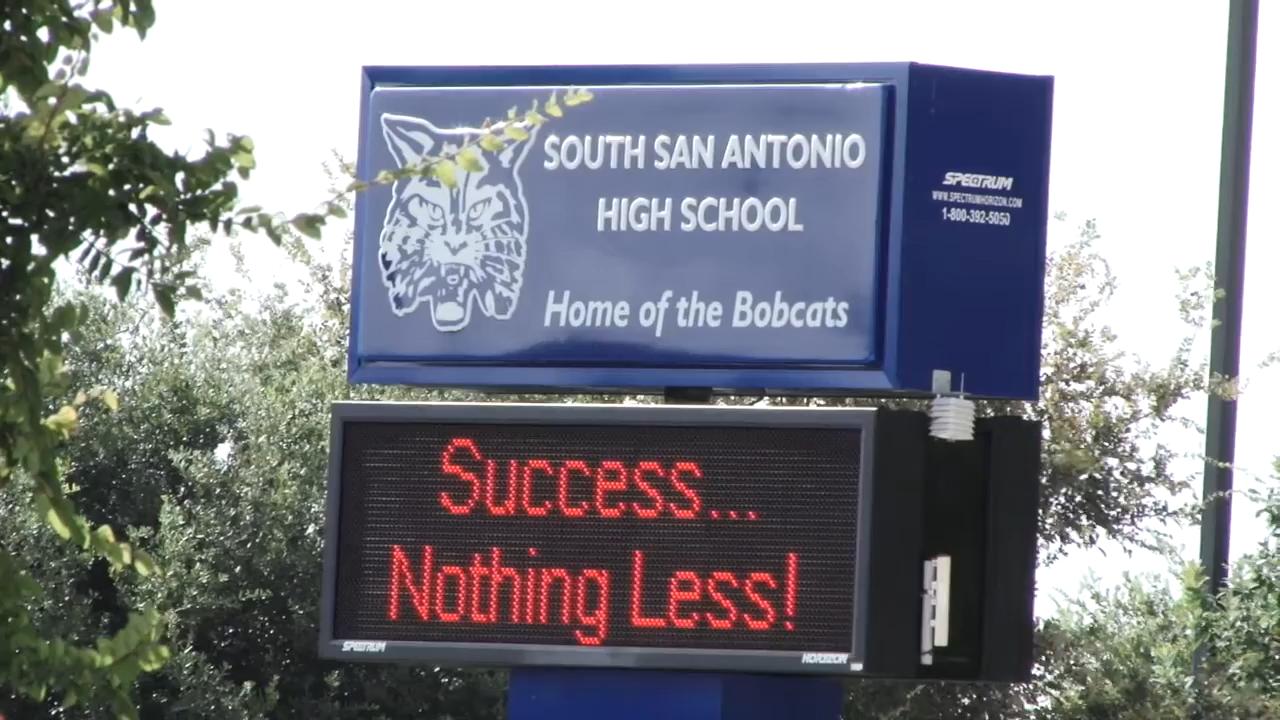 SOUTH SAN ANTONIO
HIGH SCHOOL
Home of the Bobcats
SPECTRUM
WWW.SPECTRUMHORIZON.COM
1-800-392-5050
Success...
Nothing Less!
SPECTRUM
HORIZON